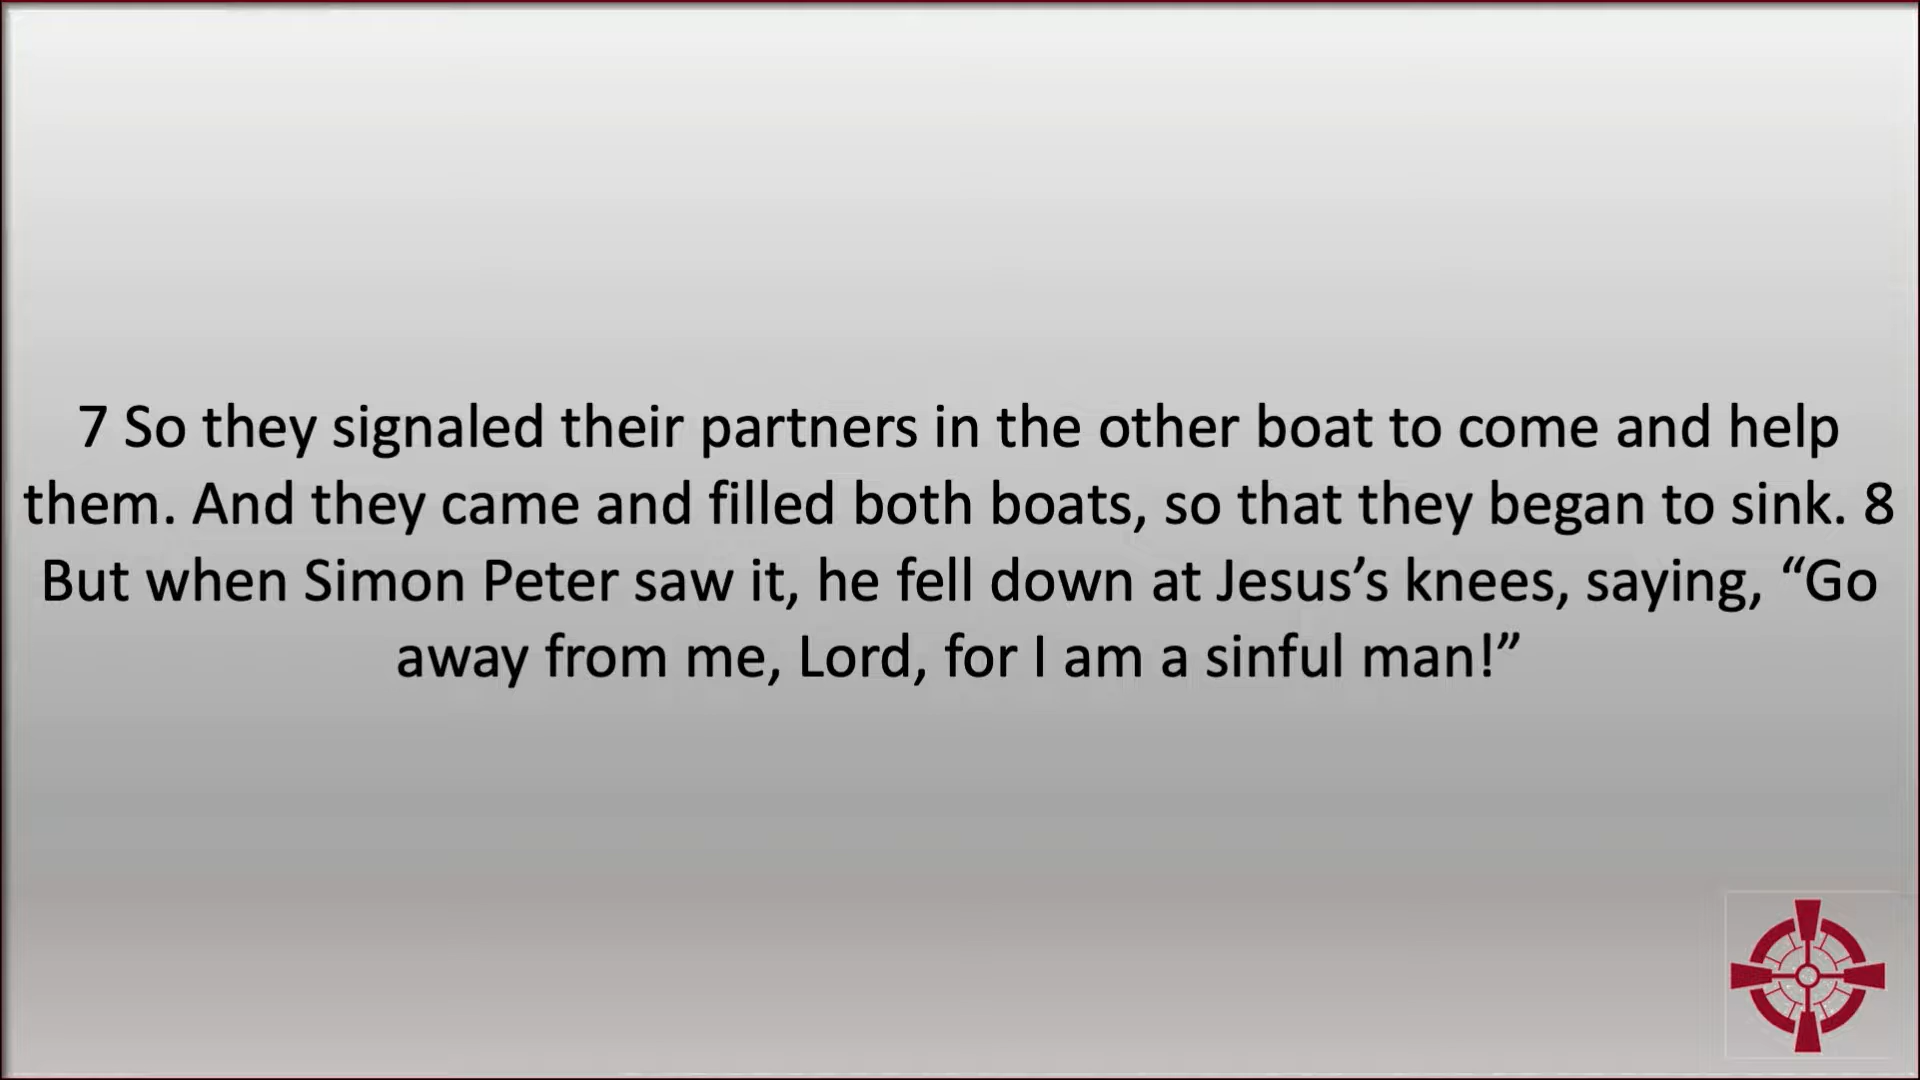 7 So they signaled their partners in the other boat to come and help
them. And they came and filled both boats, so that they began to sink. 8
But when Simon Peter saw it, he fell down at Jesus’s knees, saying, “Go
away from me, Lord, for I am a sinful man!”